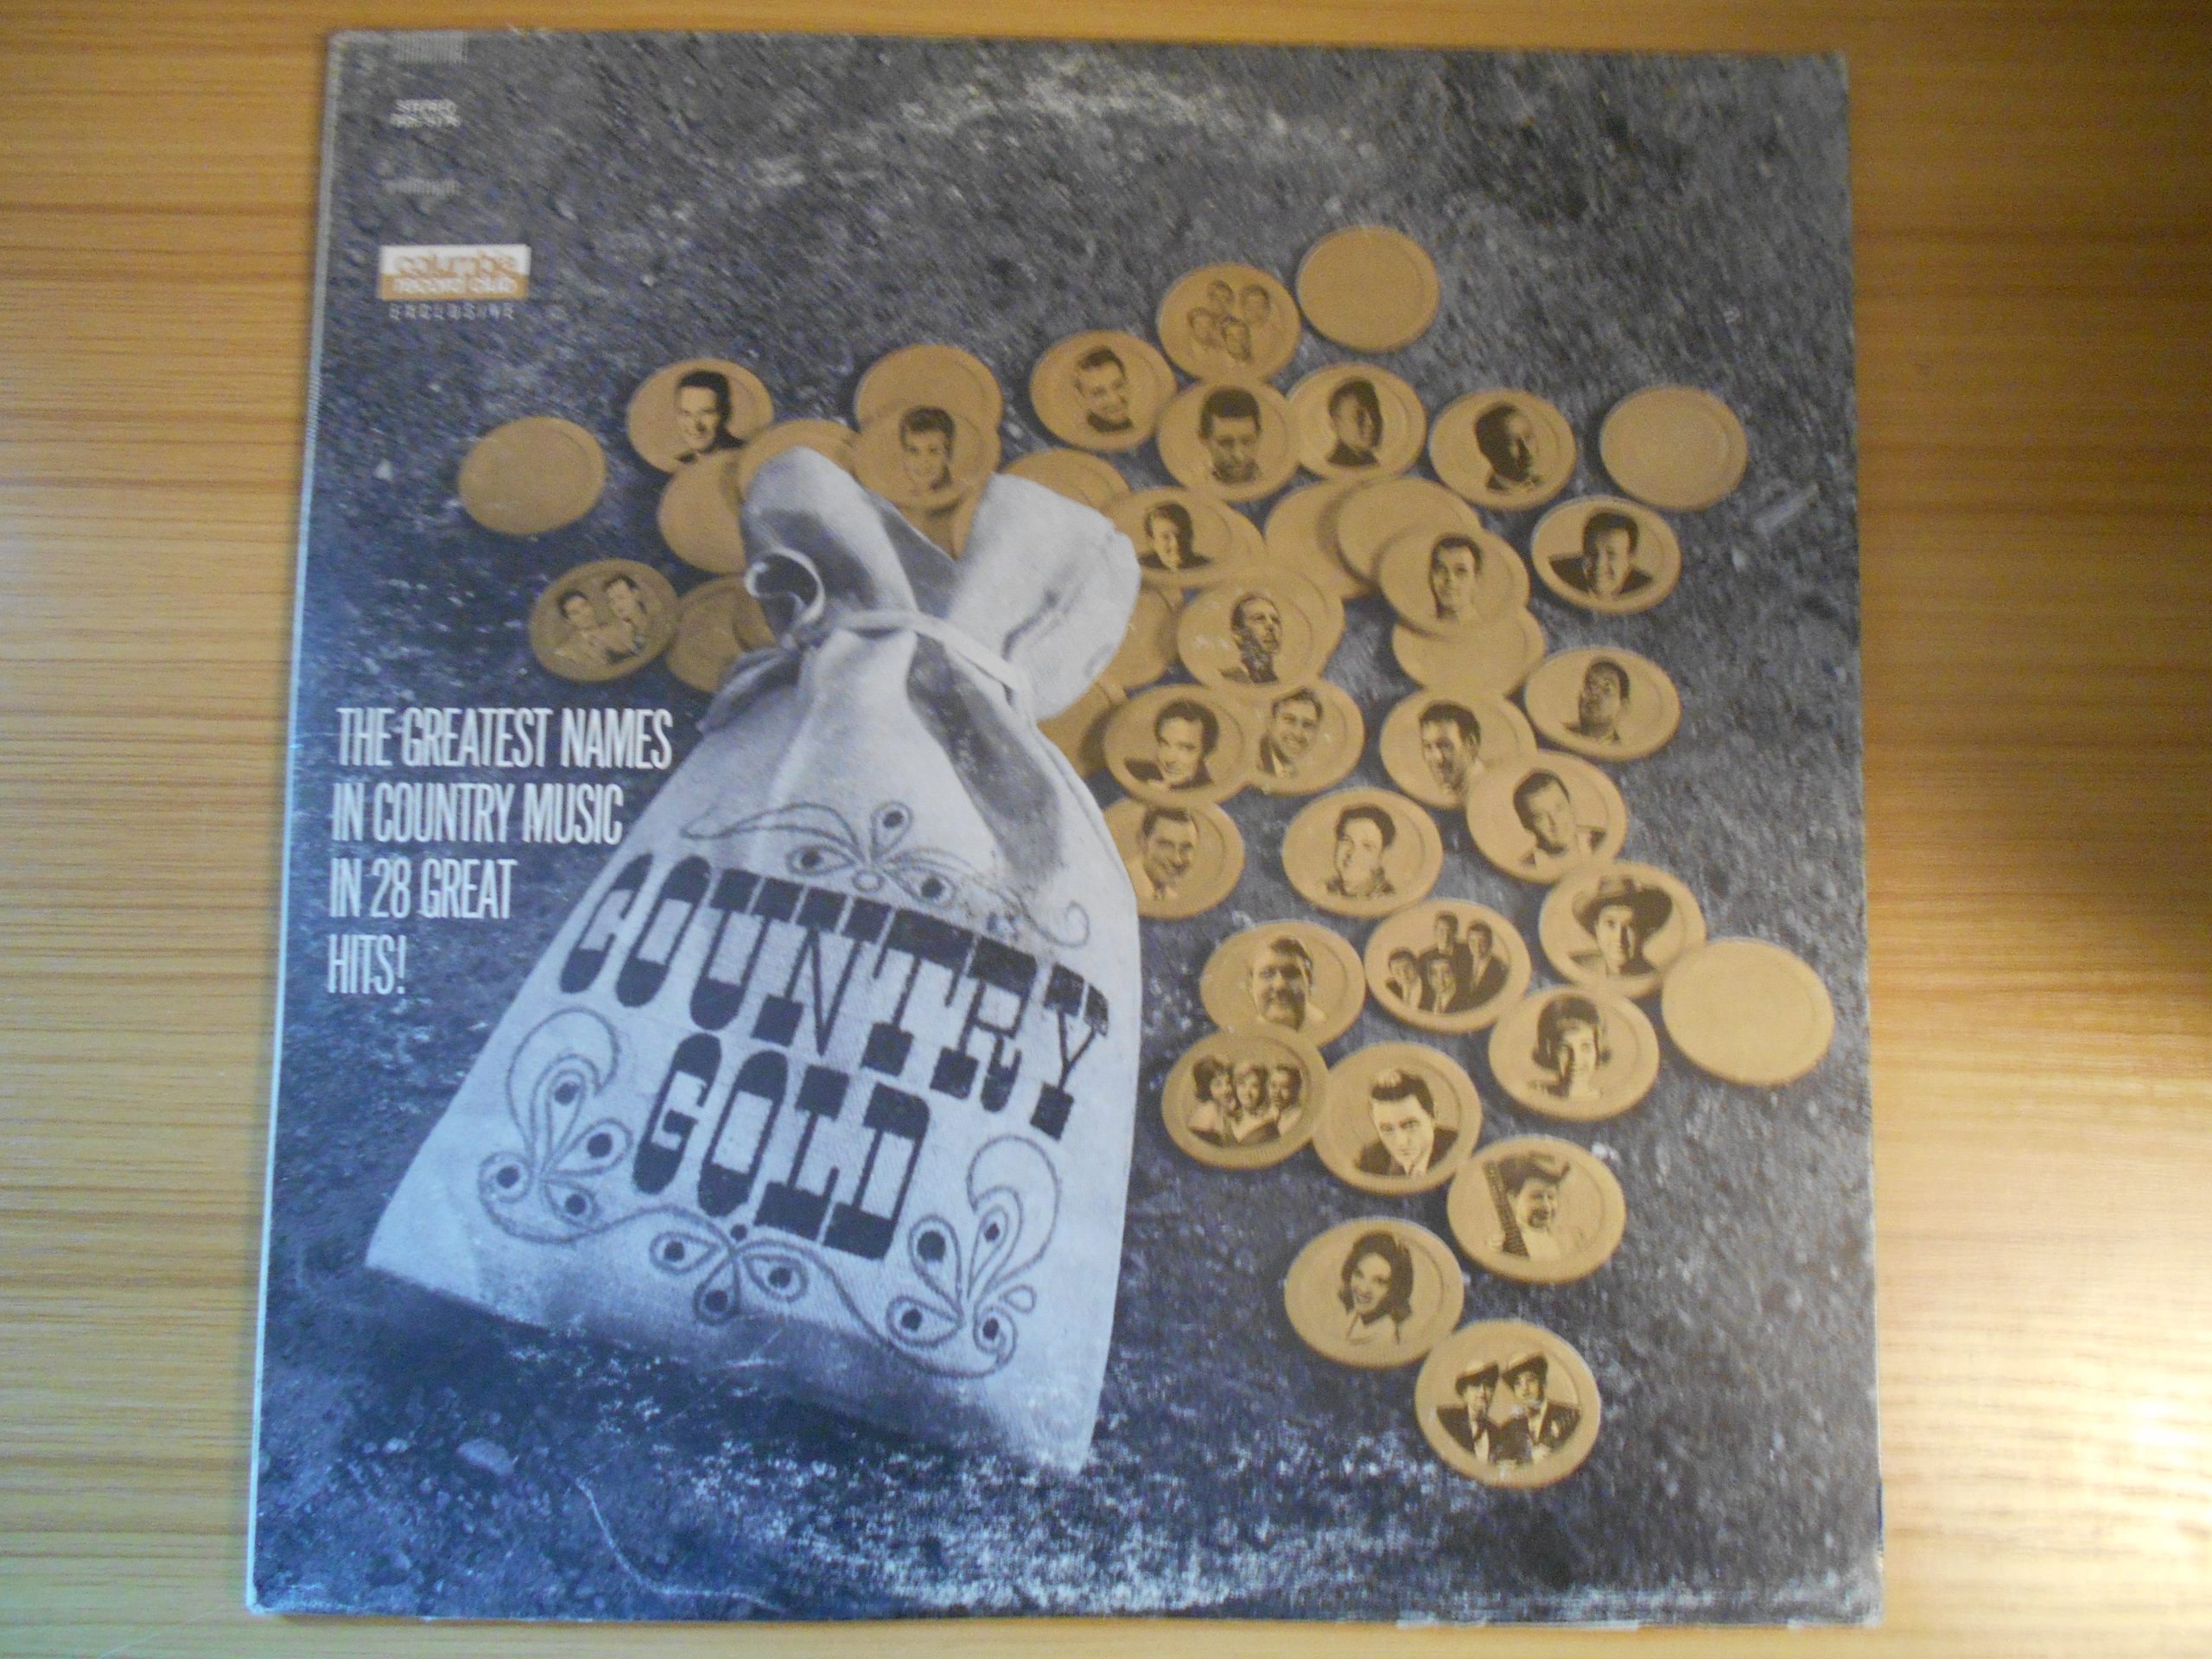 STEREO
columbia
record club
EXCLUSIVE
THE GREATEST NAMES
IN COUNTRY MUSIC
IN 28 GREAT
HITS!
COUNTRY
GOLD